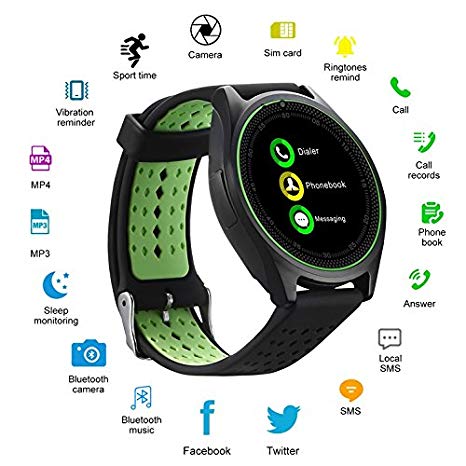 Camera
Sim card
Sport time
Ringtones
remind
Vibration
reminder
Call
MP4
MP4
Call
records
MP3
MP3
Phone
book
Sleep
monitoring
Answer
Bluetooth
camera
Local
SMS
Bluetooth
music
SMS
Facebook
Twitter
Dialer
Phonebook
Messaging